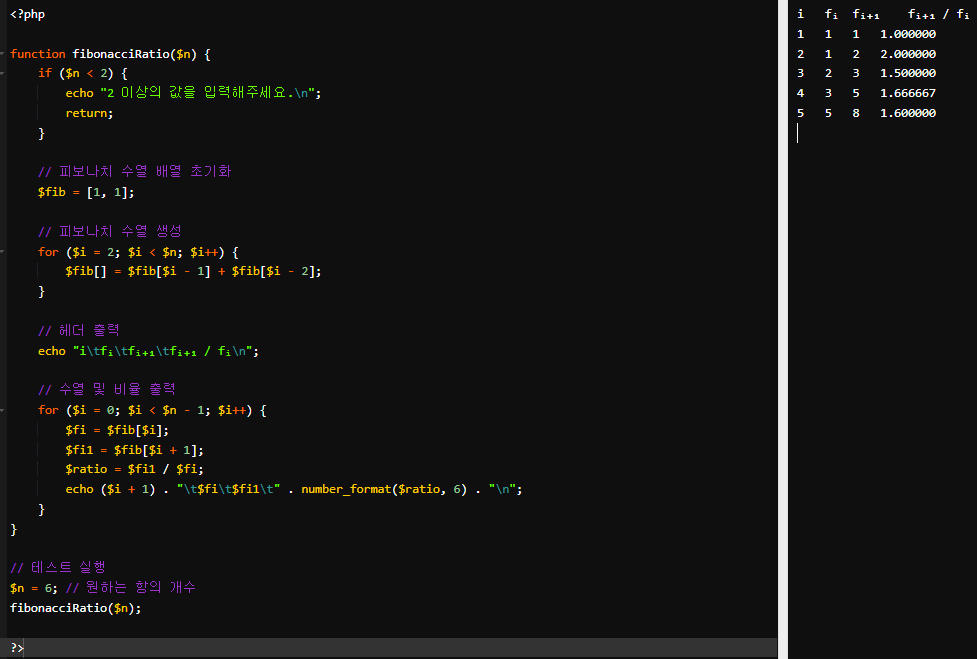 <?php
function fibonacciRatio($n) {
    if ($n < 2) {
        echo "2 이상의 값을 입력해주세요.\n";
        return;
    }
    // 피보나치 수열 배열 초기화
    $fib = [1, 1];
    // 피보나치 수열 생성
    for ($i = 2; $i < $n; $i++) {
        $fib[] = $fib[$i - 1] + $fib[$i - 2];
    }
    // 헤더 출력
    echo "i\tfᵢ\tfᵢ₊₁\tfᵢ₊₁ / fᵢ\n";
    // 수열 및 비율 출력
    for ($i = 0; $i < $n - 1; $i++) {
        $fi = $fib[$i];
        $fi1 = $fib[$i + 1];
        $ratio = $fi1 / $fi;
        echo ($i + 1) . "\t$fi\t$fi1\t" . number_format($ratio, 6) . "\n";
    }
}
// 테스트 실행
$n = 6; // 원하는 항의 개수
fibonacciRatio($n);
?>
i fᵢ fᵢ₊₁ fᵢ₊₁ / fᵢ
1 1 1 1.000000
2 1 2 2.000000
3 2 3 1.500000
4 3 5 1.666667
5 5 8 1.600000